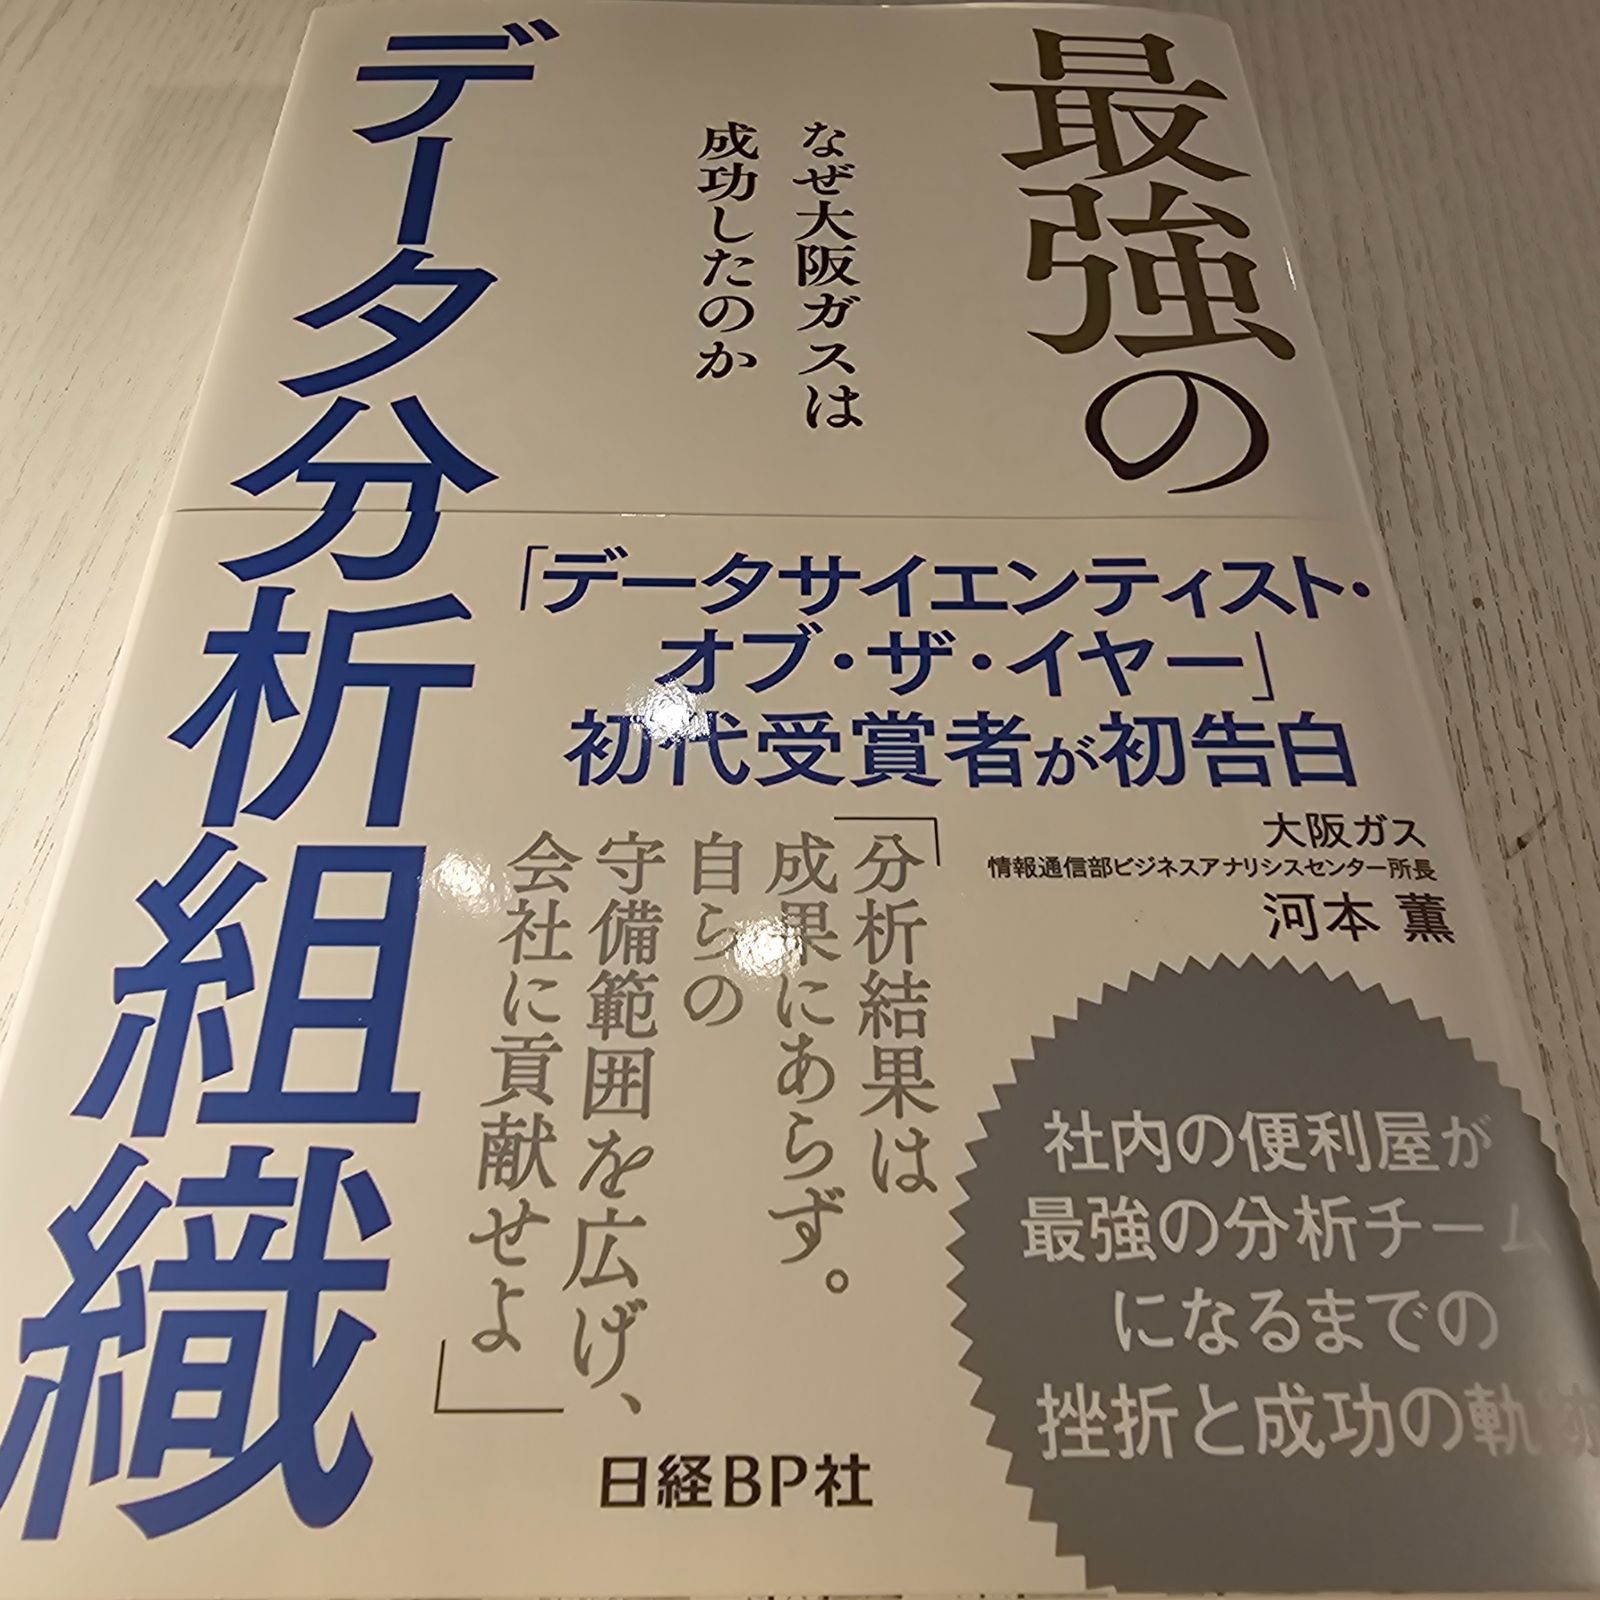 最強の
データ分析組織
なぜ大阪ガスは
成功したのか
「データサイエンティスト・
オブ・ザ・イヤー」
初代受賞者が初告白
大阪ガス
情報通信部ビジネスアナリシスセンター所長
河本 薫
「分析結果は
成果にあらず。
自らの
守備範囲を広げ、
会社に貢献せよ」
社内の便利屋が
最強の分析チーム
になるまでの
挫折と成功の軌跡
日経BP社